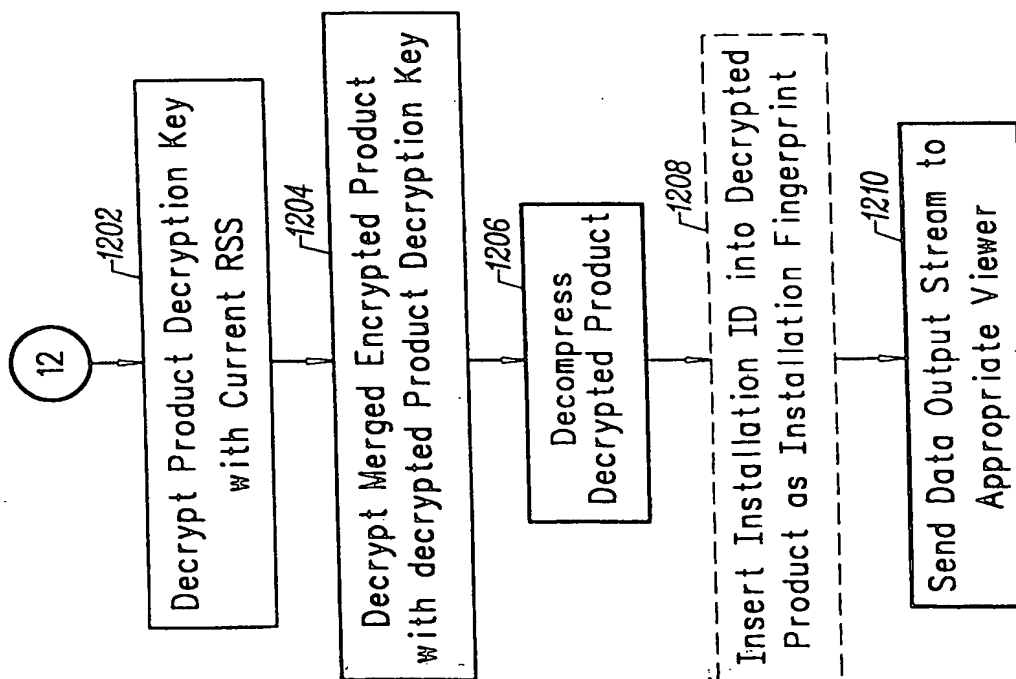 12
1202
Decrypt Product Decryption Key
with Current RSS
1204
Decrypt Merged Encrypted Product
with decrypted Product Decryption Key
1206
Decompress
Decrypted Product
1208
Insert Installation ID into Decrypted
Product as Installation Fingerprint
1210
Send Data Output Stream to
Appropriate Viewer